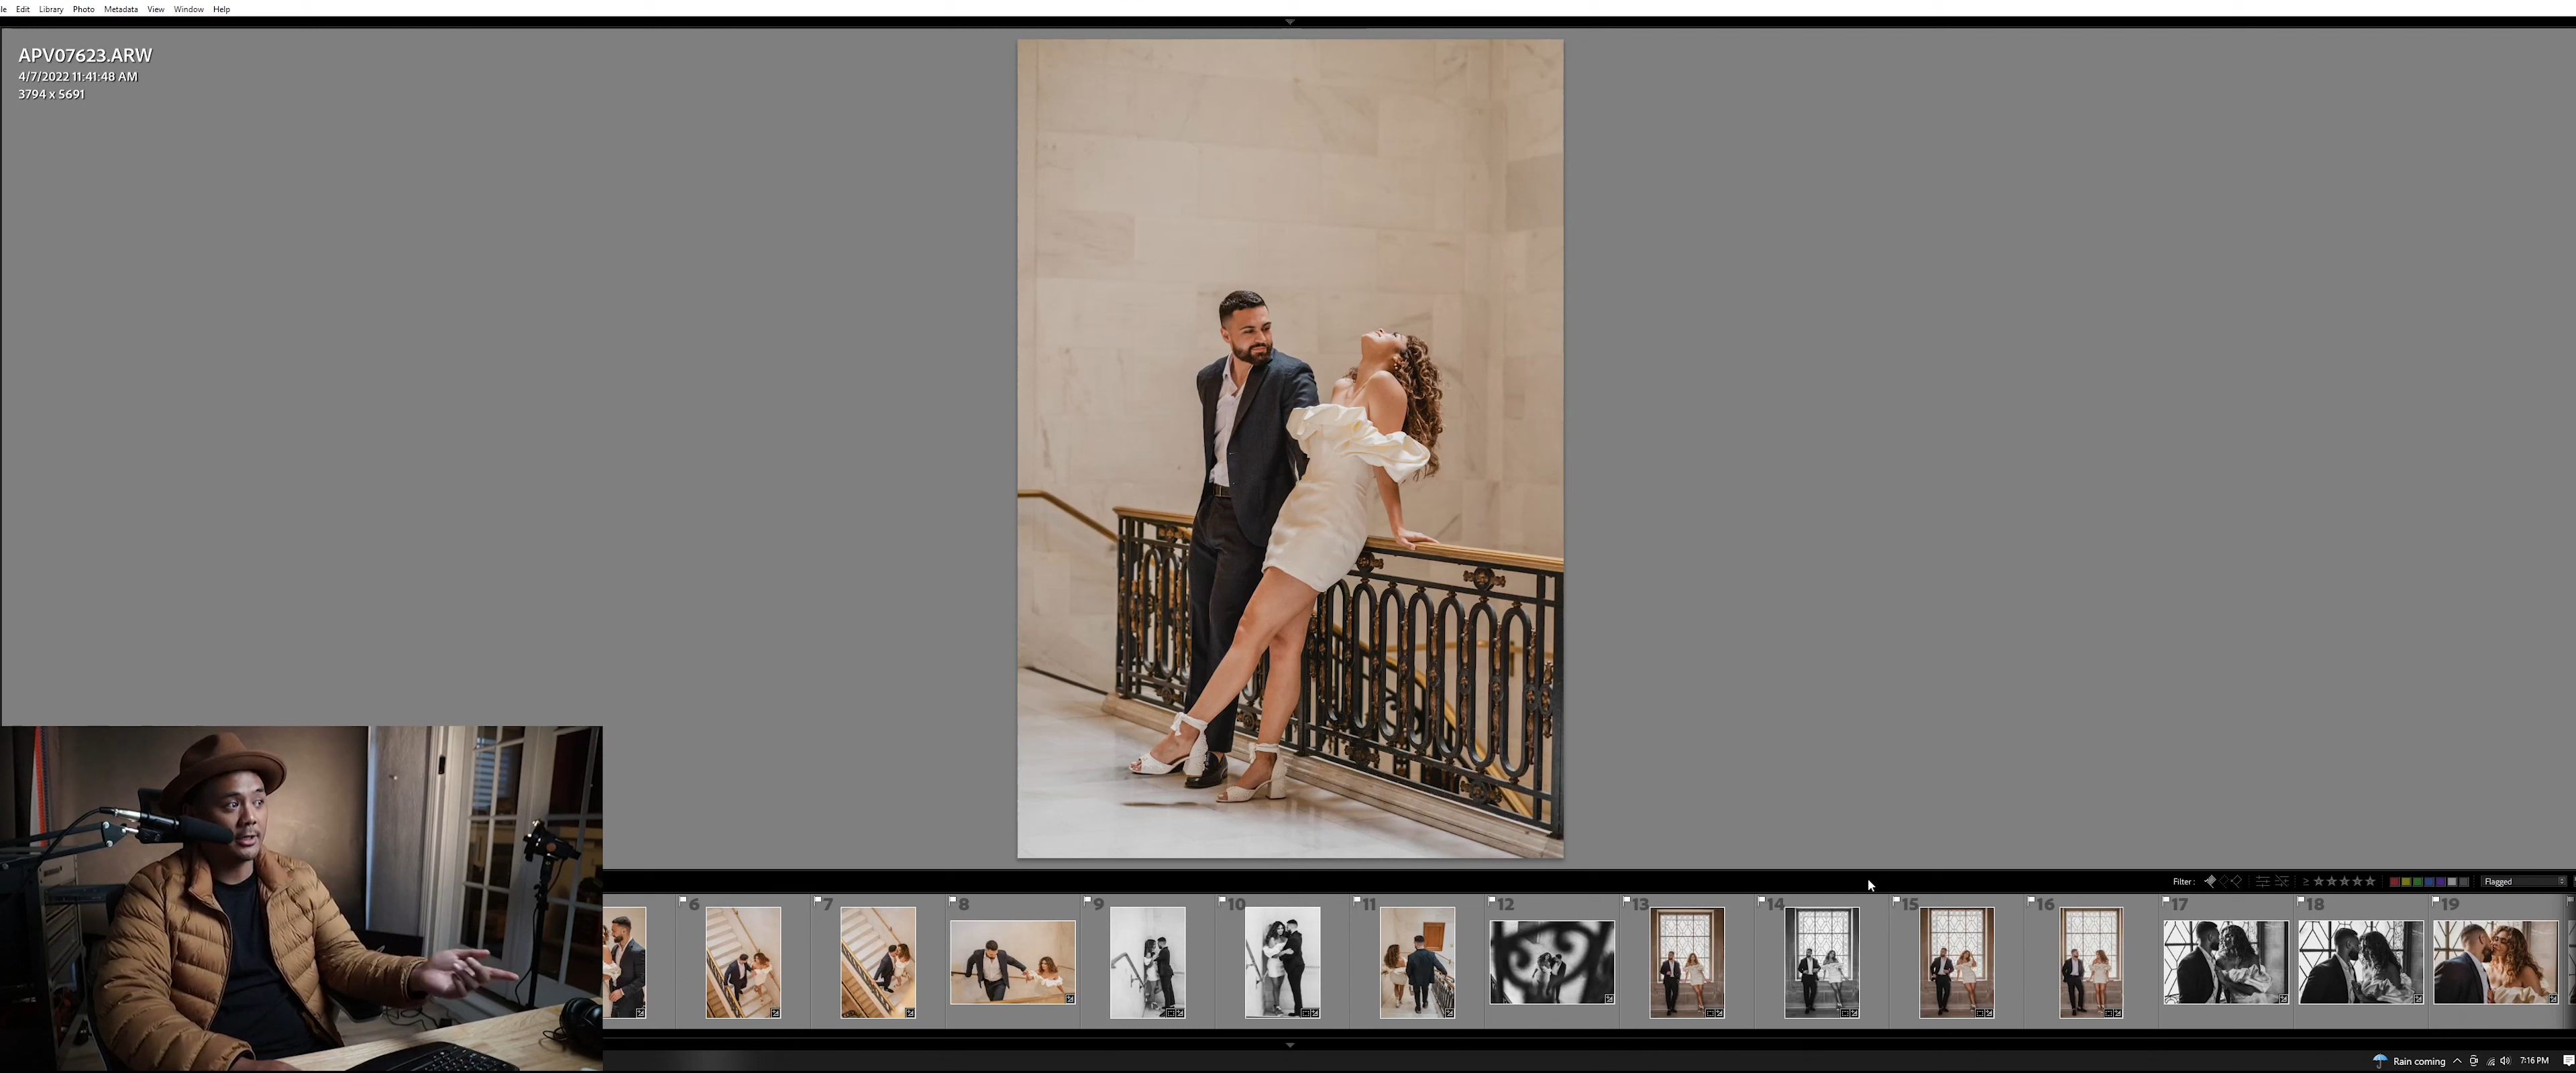 le Edit Library Photo Metadata View Window Help
APV07623.ARW
4/7/2022 11:41:48 AM
3794 x 5691
Filter : ≥ Flagged
6 7 8 9 10 11 12 13 14 15 16 17 18 19
Rain coming 7:16 PM